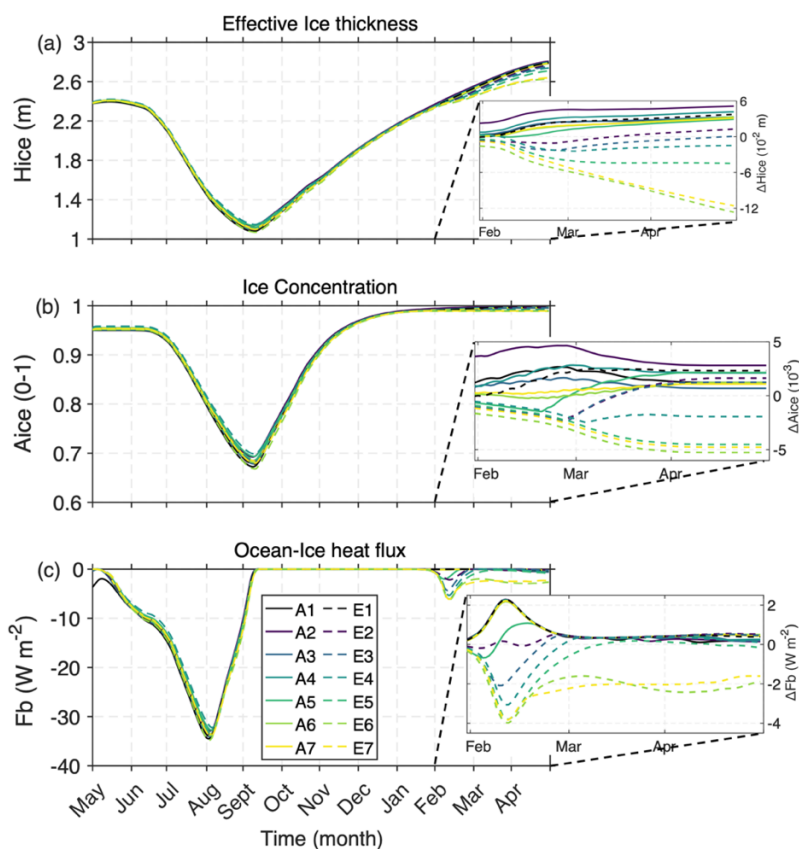 Effective Ice thickness
(a)
3
2.6
2.2
1.8
1.4
1
Hice (m)
6
0
-6
-12
ΔHice (10⁻² m)
Feb Mar Apr
Ice Concentration
(b)
1
0.9
0.8
0.7
0.6
Aice (0-1)
5
0
-5
ΔAice (10⁻³)
Feb Mar Apr
Ocean-Ice heat flux
(c)
0
-10
-20
-30
-40
Fb (W m⁻²)
A1 E1
A2 E2
A3 E3
A4 E4
A5 E5
A6 E6
A7 E7
2
0
-2
-4
ΔFb (W m⁻²)
Feb Mar Apr
May Jun Jul Aug Sept Oct Nov Dec Jan Feb Mar Apr
Time (month)